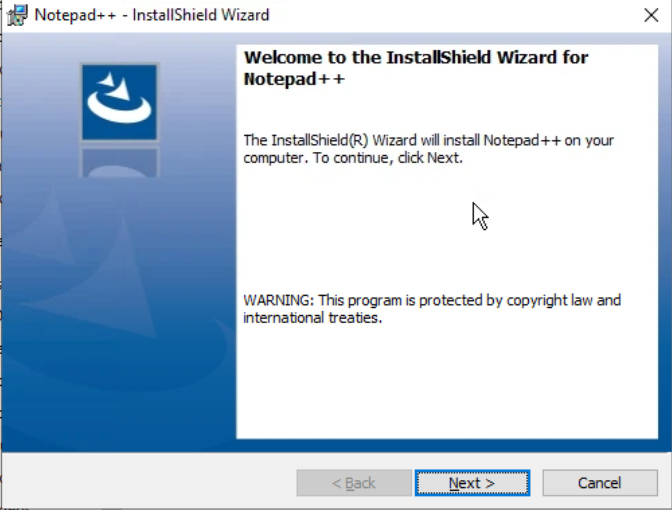 Notepad++ - InstallShield Wizard
Welcome to the InstallShield Wizard for
Notepad++
The InstallShield(R) Wizard will install Notepad++ on your
computer. To continue, click Next.
WARNING: This program is protected by copyright law and
international treaties.
< Back
Next >
Cancel